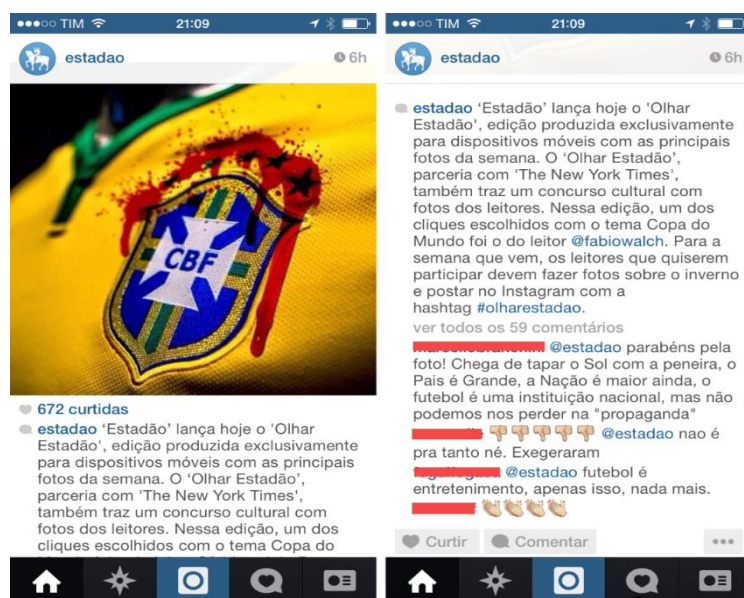 ●●●○○ TIM 21:09
estadao 6h
CBF
672 curtidas
estadao ‘Estadão’ lança hoje o 'Olhar
Estadão', edição produzida exclusivamente
para dispositivos móveis com as principais
fotos da semana. O ‘Olhar Estadão’,
parceria com 'The New York Times',
também traz um concurso cultural com
fotos dos leitores. Nessa edição, um dos
cliques escolhidos com o tema Copa do
●●●○○ TIM 21:09
estadao 6h
estadao ‘Estadão’ lança hoje o 'Olhar
Estadão', edição produzida exclusivamente
para dispositivos móveis com as principais
fotos da semana. O ‘Olhar Estadão’,
parceria com 'The New York Times',
também traz um concurso cultural com
fotos dos leitores. Nessa edição, um dos
cliques escolhidos com o tema Copa do
Mundo foi o do leitor @fabiowalch. Para a
semana que vem, os leitores que quiserem
participar devem fazer fotos sobre o inverno
e postar no Instagram com a
hashtag #olharestadao.
ver todos os 59 comentários
@estadao parabéns pela
foto! Chega de tapar o Sol com a peneira, o
Pais é Grande, a Nação é maior ainda, o
futebol é uma instituição nacional, mas não
podemos nos perder na "propaganda"
👎👎👎👎👎 @estadao nao é
pra tanto né. Exegeraram
@estadao futebol é
entretenimento, apenas isso, nada mais.
👏👏👏👏
Curtir Comentar